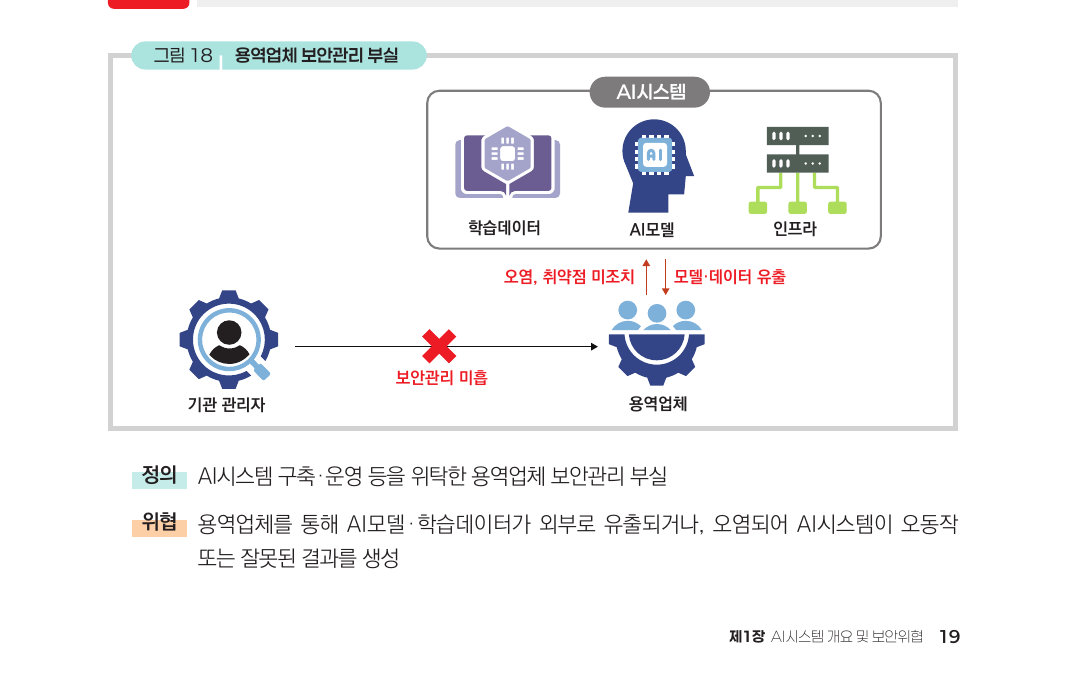 그림 18 용역업체 보안관리 부실
AI시스템
AI
학습데이터 AI모델 인프라
오염, 취약점 미조치 모델·데이터 유출
보안관리 미흡
기관 관리자 용역업체
정의 AI시스템 구축·운영 등을 위탁한 용역업체 보안관리 부실
위협 용역업체를 통해 AI모델·학습데이터가 외부로 유출되거나, 오염되어 AI시스템이 오동작
또는 잘못된 결과를 생성
제1장 AI시스템 개요 및 보안위협 19